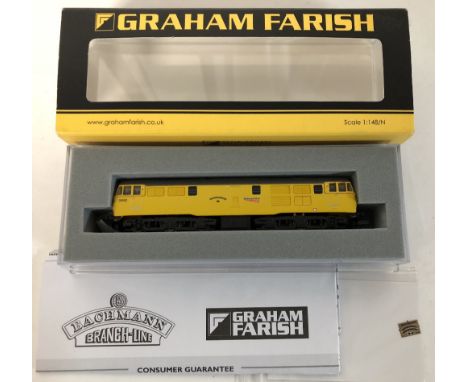 GRAHAM FARISH
www.grahamfarish.co.uk
Scale 1:148/N
BACHMANN
BRANCH-LINE
GRAHAM
FARISH
CONSUMER GUARANTEE